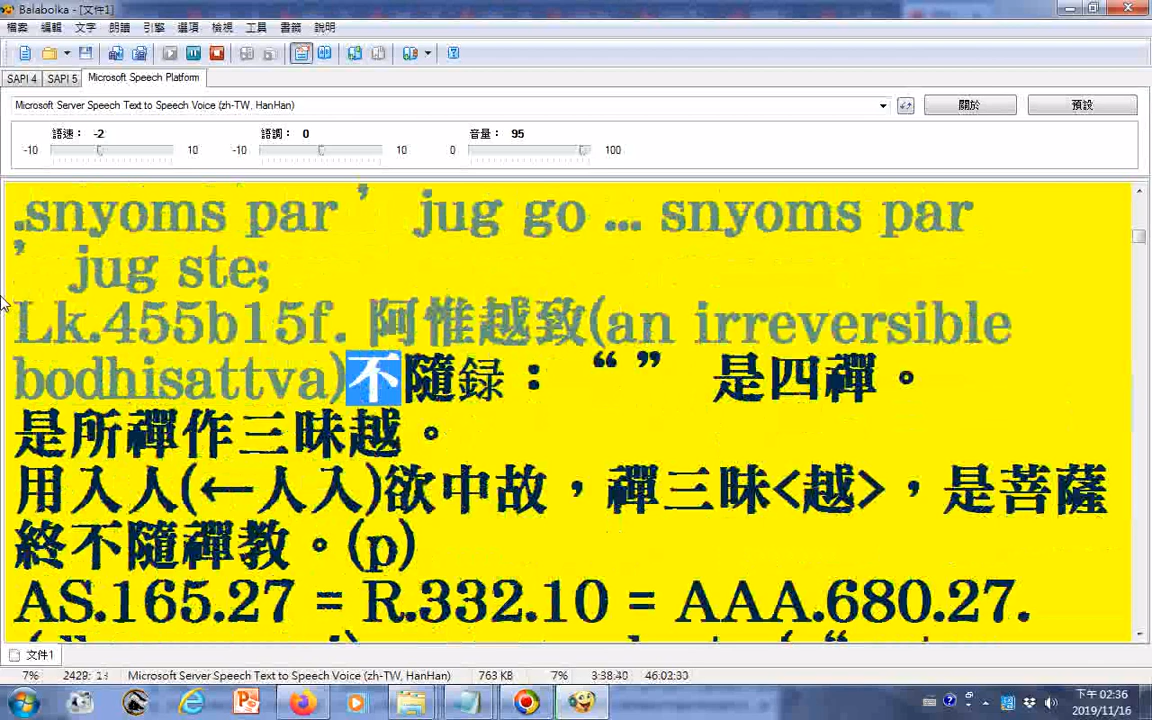 Balabolka - [文件1]
檔案 編輯 文字 朗讀 引擎 選項 檢視 工具 書籤 說明
SAPI 4 SAPI 5 Microsoft Speech Platform
Microsoft Server Speech Text to Speech Voice (zh-TW, HanHan) 關於 預設
語速： -2 語調： 0 音量： 95
-10 10 -10 10 0 100
.snyoms par ’ jug go ... snyoms par
’ jug ste;
Lk.455b15f. 阿惟越致(an irreversible
bodhisattva)不隨録：“ ” 是四禪。
是所禪作三昧越。
用入人(←人入)欲中故，禪三昧<越>，是菩薩
終不隨禪教。(p)
AS.165.27 = R.332.10 = AAA.680.27.
文件1
7% 2429: 13 Microsoft Server Speech Text to Speech Voice (zh-TW, HanHan) 763 KB 7% 3:38:40 46:03:30
下午 02:36
2019/11/16